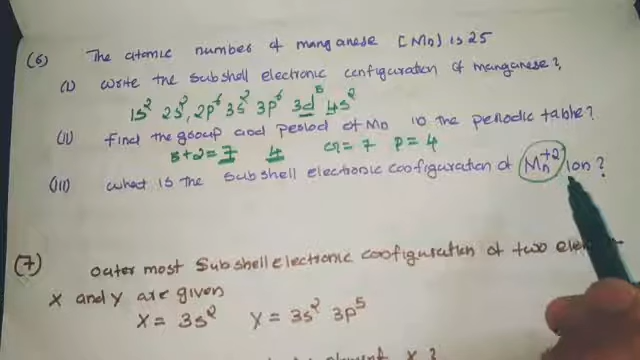 (6) The atomic number of manganese [Mn] is 25
(i) write the subshell electronic configuration of manganese?
1s² 2s², 2p⁶ 3s² 3p⁶ 3d⁵ 4s²
(ii) Find the group and period of Mn in the periodic table?
5+2=7 4 G=7 P=4
(iii) what is the subshell electronic configuration of Mn⁺² ion?
(7) outer most subshell electronic configuration of two
X and Y are given
X = 3s² Y = 3s² 3p⁵
X?